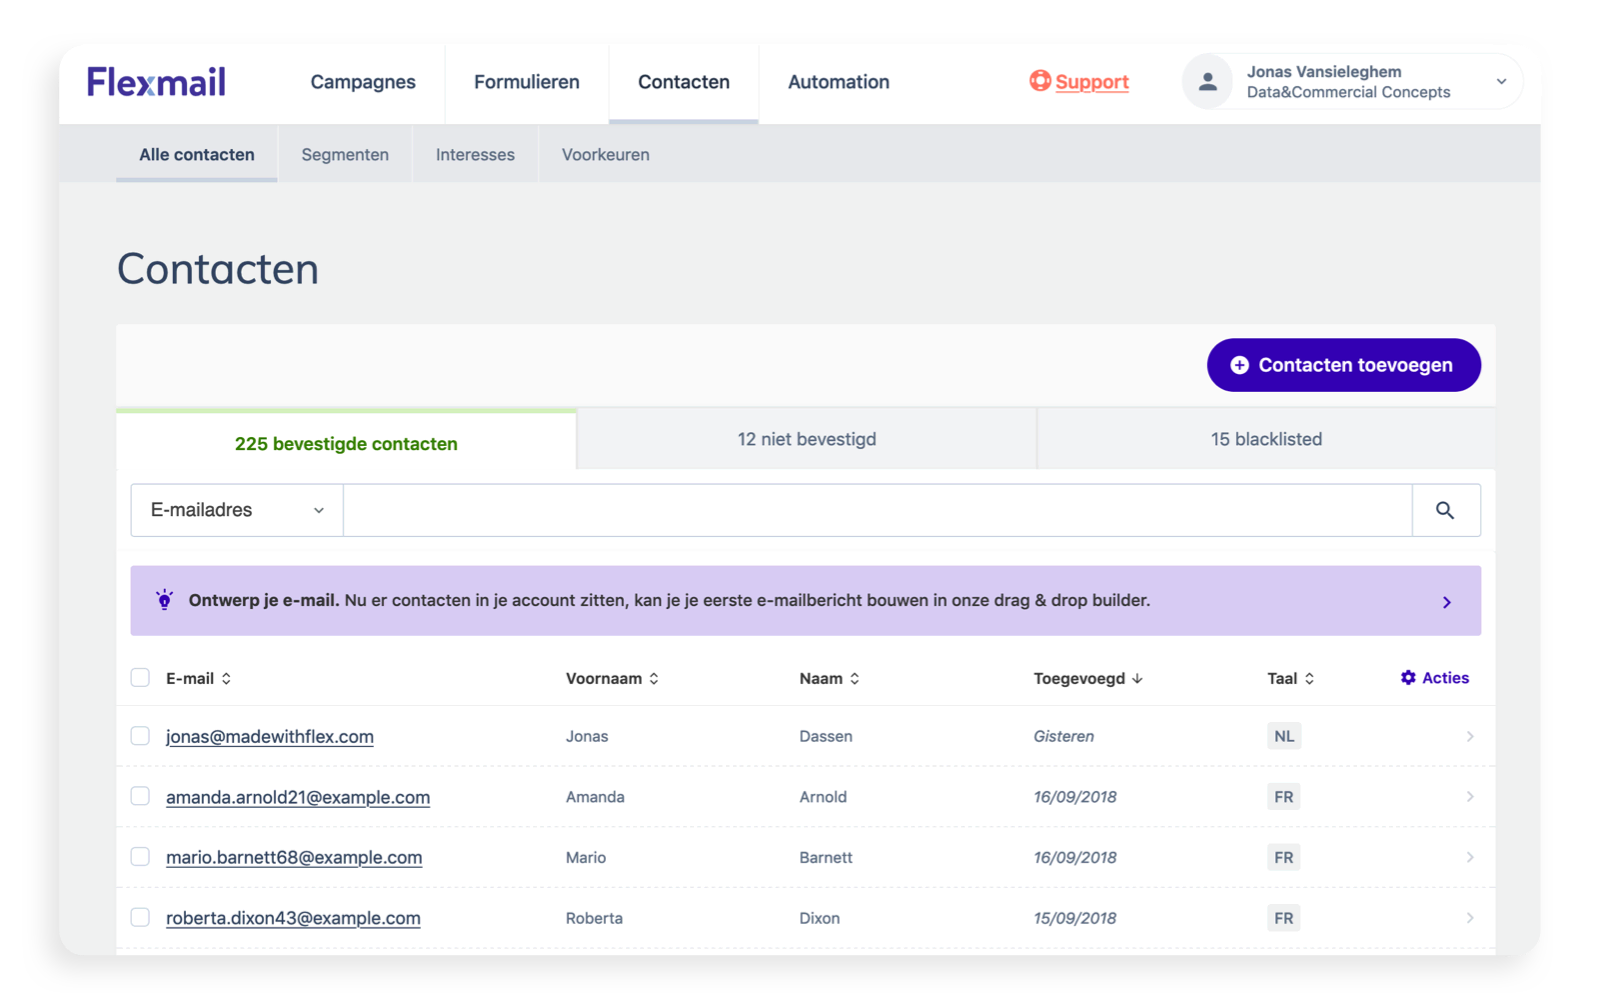 Flexmail
Campagnes
Formulieren
Contacten
Automation
Support
Jonas Vansieleghem
Data&Commercial Concepts
Alle contacten
Segmenten
Interesses
Voorkeuren
Contacten
Contacten toevoegen
225 bevestigde contacten
12 niet bevestigd
15 blacklisted
E-mailadres
Ontwerp je e-mail. Nu er contacten in je account zitten, kan je je eerste e-mailbericht bouwen in onze drag & drop builder.
E-mail Voornaam Naam Toegevoegd Taal Acties
jonas@madewithflex.com Jonas Dassen Gisteren NL
amanda.arnold21@example.com Amanda Arnold 16/09/2018 FR
mario.barnett68@example.com Mario Barnett 16/09/2018 FR
roberta.dixon43@example.com Roberta Dixon 15/09/2018 FR